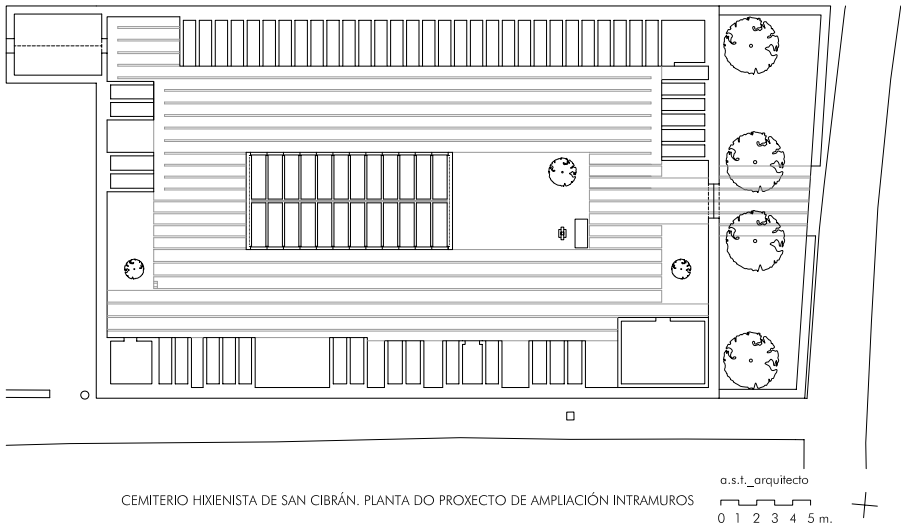 a.s.t._arquitecto
CEMITERIO HIXIENISTA DE SAN CIBRÁN. PLANTA DO PROXECTO DE AMPLIACIÓN INTRAMUROS
0 1 2 3 4 5 m.